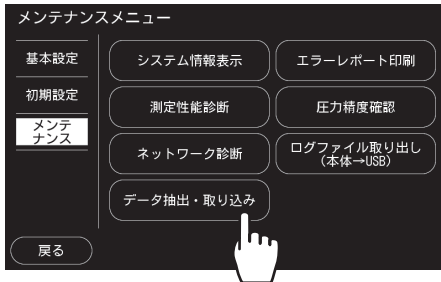 メンテナンスメニュー
基本設定
初期設定
メンテ
ナンス
システム情報表示
エラーレポート印刷
測定性能診断
圧力精度確認
ネットワーク診断
ログファイル取り出し
(本体→USB)
データ抽出・取り込み
戻る